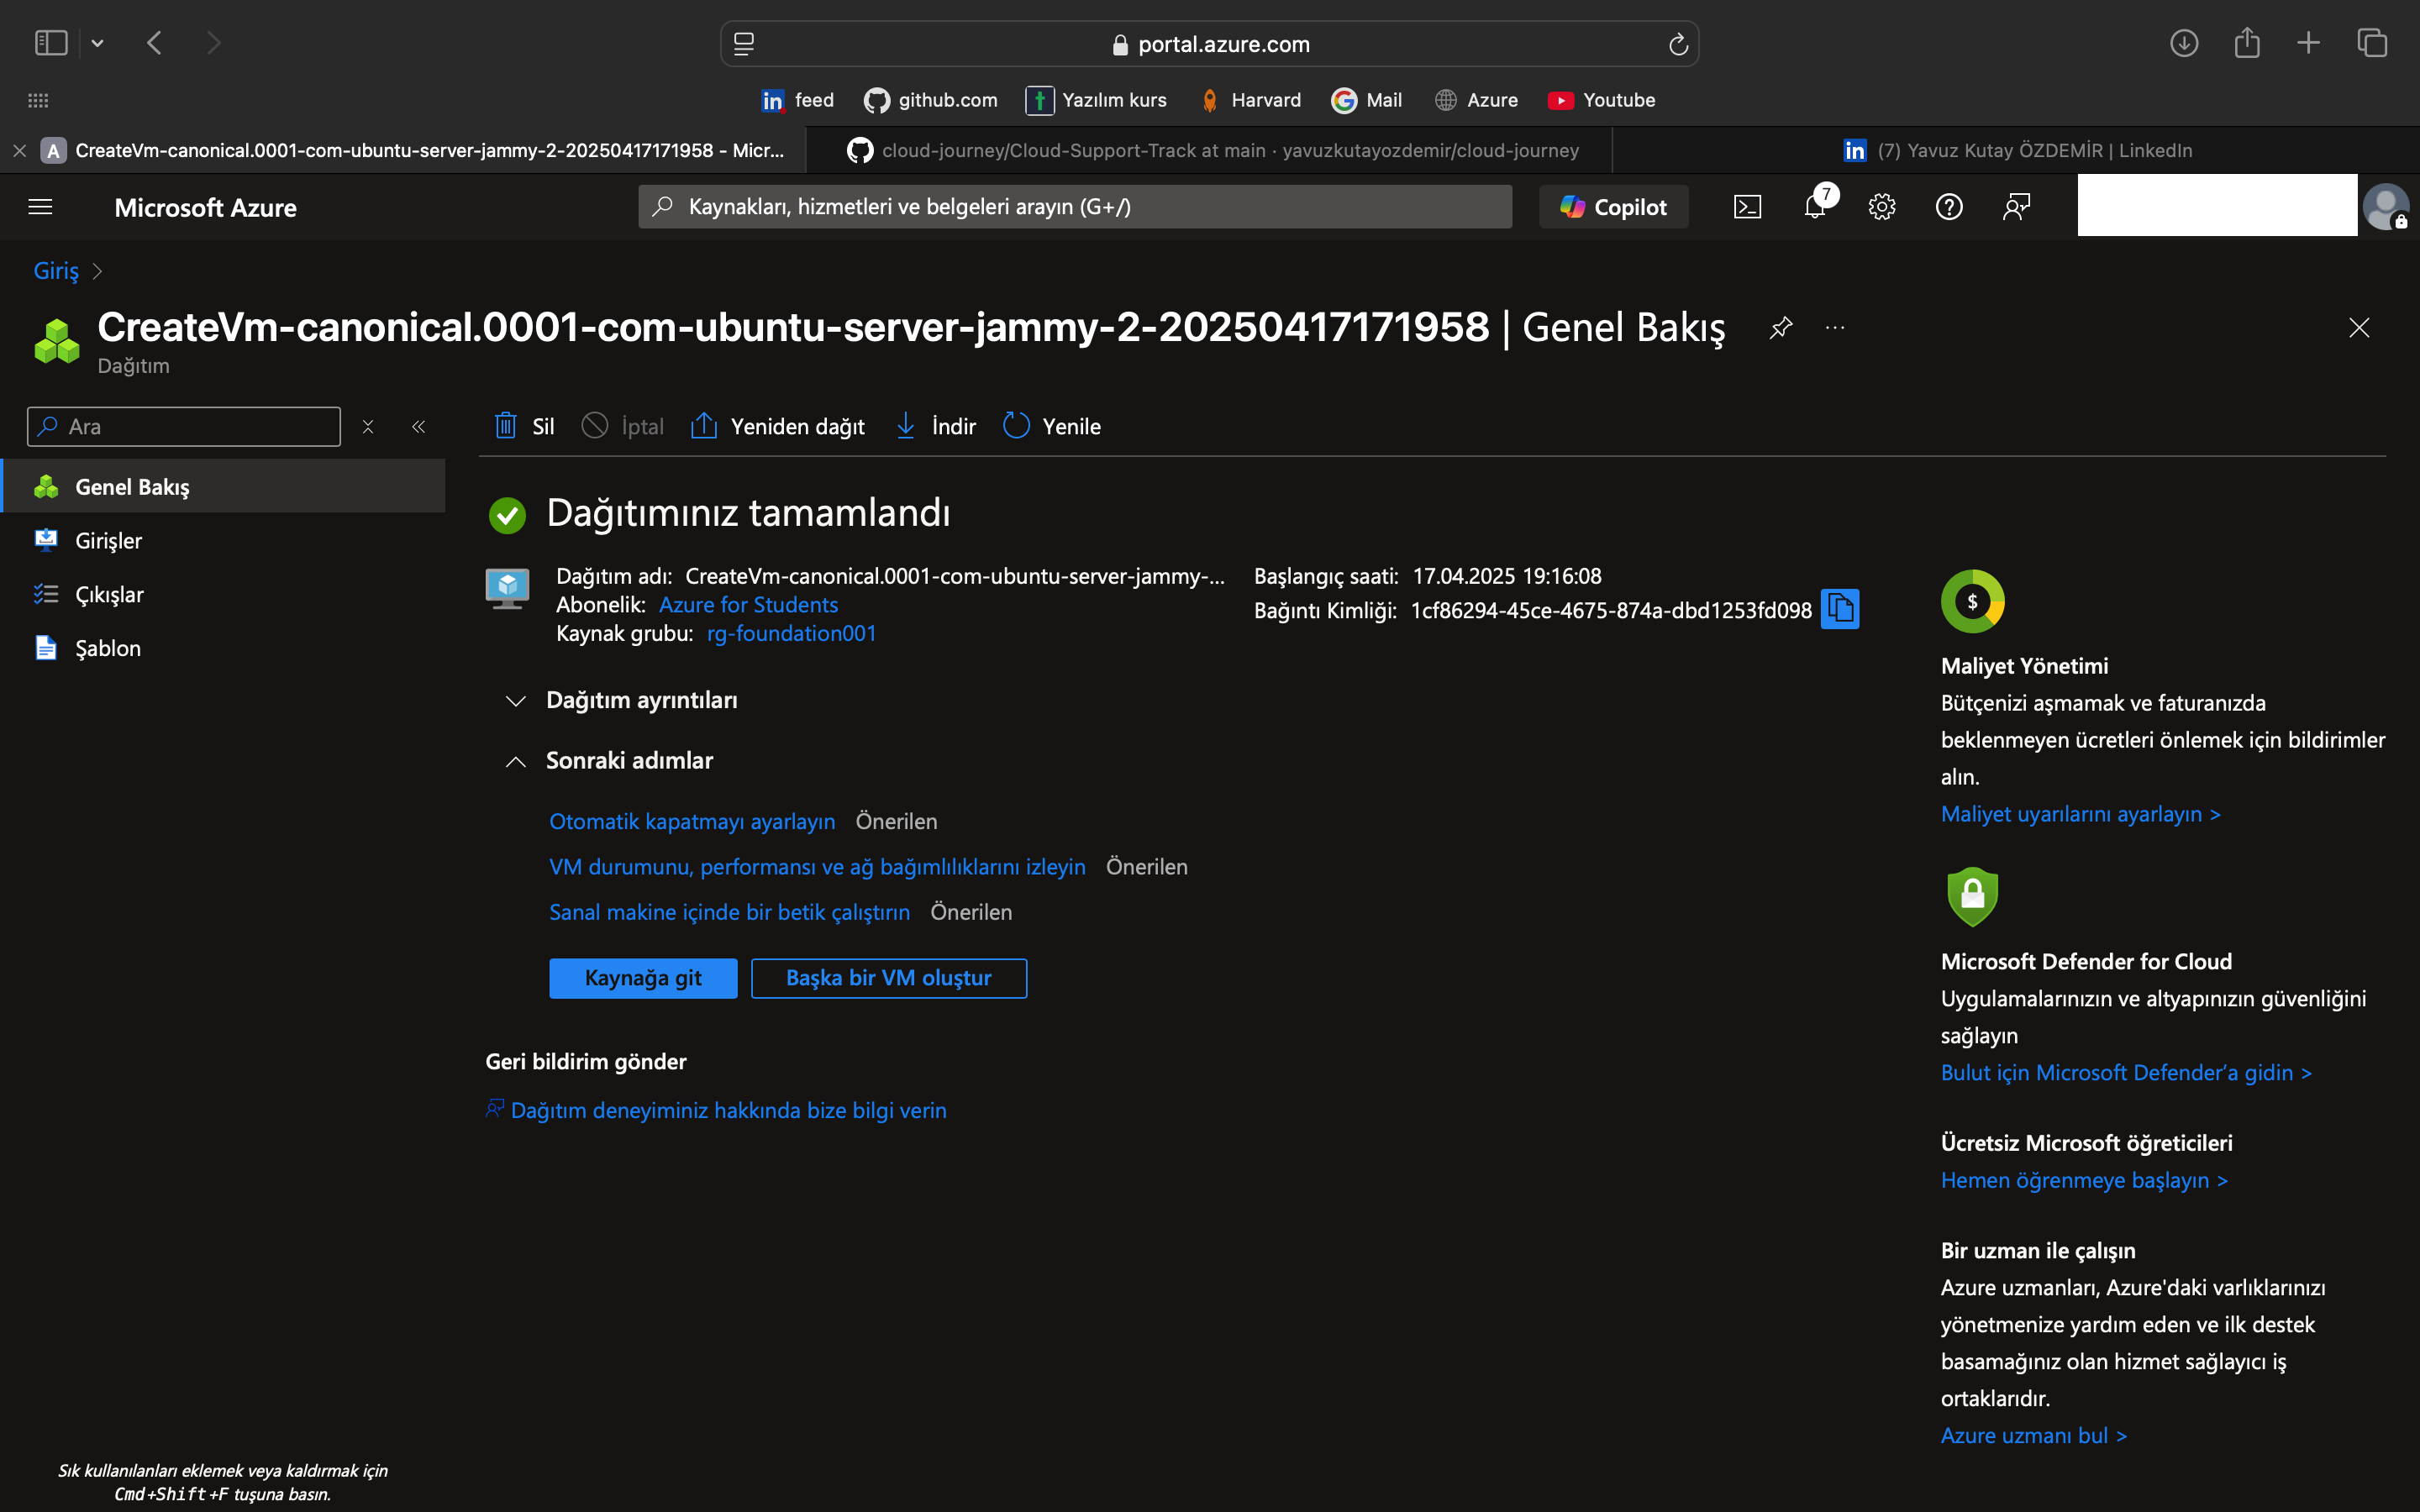 portal.azure.com
feed
github.com
Yazılım kurs
Harvard
Mail
Azure
Youtube
A CreateVm-canonical.0001-com-ubuntu-server-jammy-2-20250417171958 - Micr...
cloud-journey/Cloud-Support-Track at main · yavuzkutayozdemir/cloud-journey
(7) Yavuz Kutay ÖZDEMİR | LinkedIn
Microsoft Azure
Kaynakları, hizmetleri ve belgeleri arayın (G+/)
Copilot
7
Giriş
CreateVm-canonical.0001-com-ubuntu-server-jammy-2-20250417171958 | Genel Bakış
Dağıtım
Ara
Sil
İptal
Yeniden dağıt
İndir
Yenile
Genel Bakış
Girişler
Çıkışlar
Şablon
Dağıtımınız tamamlandı
Dağıtım adı: CreateVm-canonical.0001-com-ubuntu-server-jammy-...
Abonelik: Azure for Students
Kaynak grubu: rg-foundation001
Başlangıç saati: 17.04.2025 19:16:08
Bağıntı Kimliği: 1cf86294-45ce-4675-874a-dbd1253fd098
Dağıtım ayrıntıları
Sonraki adımlar
Otomatik kapatmayı ayarlayın Önerilen
VM durumunu, performansı ve ağ bağımlılıklarını izleyin Önerilen
Sanal makine içinde bir betik çalıştırın Önerilen
Kaynağa git
Başka bir VM oluştur
Geri bildirim gönder
Dağıtım deneyiminiz hakkında bize bilgi verin
$
Maliyet Yönetimi
Bütçenizi aşmamak ve faturanızda
beklenmeyen ücretleri önlemek için bildirimler
alın.
Maliyet uyarılarını ayarlayın >
Microsoft Defender for Cloud
Uygulamalarınızın ve altyapınızın güvenliğini
sağlayın
Bulut için Microsoft Defender'a gidin >
Ücretsiz Microsoft öğreticileri
Hemen öğrenmeye başlayın >
Bir uzman ile çalışın
Azure uzmanları, Azure'daki varlıklarınızı
yönetmenize yardım eden ve ilk destek
basamağınız olan hizmet sağlayıcı iş
ortaklarıdır.
Azure uzmanı bul >
Sık kullanılanları eklemek veya kaldırmak için
Cmd+Shift+F tuşuna basın.